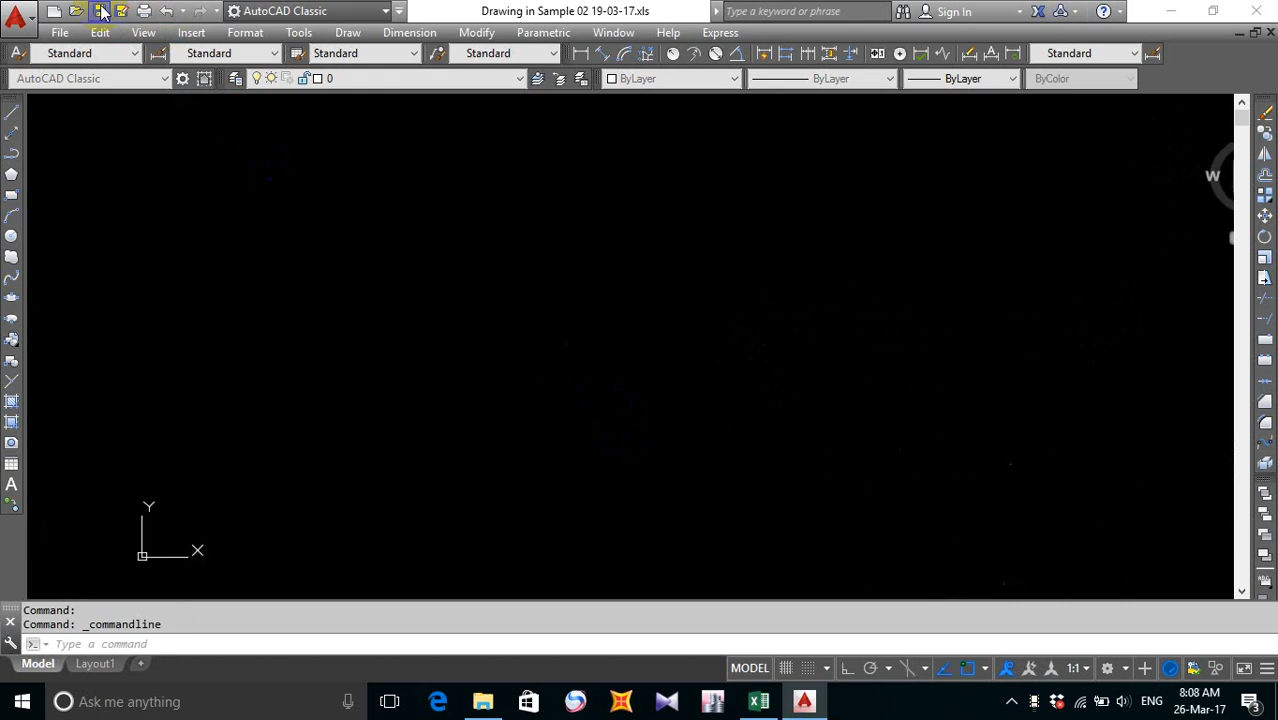 AutoCAD Classic
Drawing in Sample 02 19-03-17.xls
Type a keyword or phrase
Sign In
File Edit View Insert Format Tools Draw Dimension Modify Parametric Window Help Express
Standard Standard Standard Standard Standard
AutoCAD Classic 0 ByLayer ByLayer ByLayer ByColor
W
Y
X
Command:
Command: _commandline
Type a command
Model Layout1 + MODEL 1:1
Ask me anything
ENG
8:08 AM
26-Mar-17
3